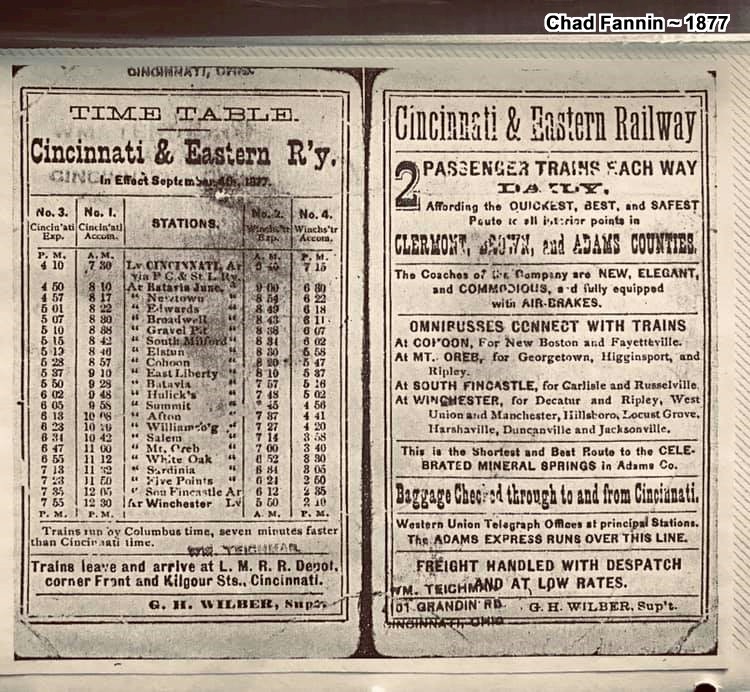 Chad Fannin ~ 1877
CINCINNATI, OHIO.
TIME TABLE.
Cincinnati & Eastern R'y.
In Effect September 4th, 1877.
No. 3. No. 1. STATIONS. No. 2. No. 4.
Cincin'ati Exp. Cincin'ati Accom. Winchs'tr Exp. Winchs'tr Accom.
P. M. A. M. A. M. P. M.
4 10 7 30 Lv CINCINNATI, Ar 9 40 7 15
via P C. & St L. Ry.
4 50 8 10 Ar Batavia June. " 9 00 6 30
4 57 8 17 " Newtown " 8 54 6 22
5 01 8 22 " Edwards " 8 49 6 18
5 07 8 30 " Broadwell " 8 43 6 11
5 10 8 38 " Gravel Pit " 8 38 6 07
5 15 8 42 " South Milford " 8 34 6 02
5 19 8 46 " Elstun " 8 30 5 58
5 28 8 57 " Cohoon " 8 20 5 47
5 37 9 10 " East Liberty " 8 10 5 37
5 50 9 28 " Batavia " 7 57 5 16
6 02 9 48 " Hulick's " 7 48 5 02
6 05 9 58 " Summit " 45 4 56
6 13 10 08 " Afton " 7 37 4 41
6 23 " Williamsb'g " 7 27 4 20
6 34 10 42 " Salem " 7 14 3 58
6 47 11 00 " Mt. Oreb " 7 00 3 40
6 55 11 12 " White Oak " 6 52 3 30
7 13 11 32 " Sardinia " 6 34 3 05
7 23 11 50 " Five Points " 6 24 2 50
7 35 12 05 " Sou Fincastle Ar 6 12 2 35
7 55 12 30 Ar Winchester Lv 5 50 2 10
P. M. P. M. A. M. P. M.
Trains run by Columbus time, seven minutes faster
than Cincinnati time.
WM. TEICHMAN
Trains leave and arrive at L. M. R. R. Depot,
corner Front and Kilgour Sts., Cincinnati.
G. H. WILBER, Sup't.
Cincinnati & Eastern Railway
2 PASSENGER TRAINS EACH WAY
DAILY,
Affording the QUICKEST, BEST, and SAFEST
Route to all interior points in
CLERMONT, BROWN, and ADAMS COUNTIES.
The Coaches of the Company are NEW, ELEGANT,
and COMMODIOUS, and fully equipped
with AIR-BRAKES.
OMNIBUSSES CONNECT WITH TRAINS
At COHOON, For New Boston and Fayetteville.
At MT. OREB, for Georgetown, Higginsport, and
Ripley.
At SOUTH FINCASTLE, for Carlisle and Russelville
At WINCHESTER, for Decatur and Ripley, West
Union and Manchester, Hillsboro, Locust Grove,
Harshaville, Duncanville and Jacksonville.
This is the Shortest and Best Route to the CELE-
BRATED MINERAL SPRINGS in Adams Co.
Baggage Checked through to and from Cincinnati.
Western Union Telegraph Offices at principal Stations.
The ADAMS EXPRESS RUNS OVER THIS LINE.
FREIGHT HANDLED WITH DESPATCH
AND AT LOW RATES.
WM. TEICHMAN
GRANDIN RD
G. H. WILBER, Sup't.
CINCINNATI, OHIO